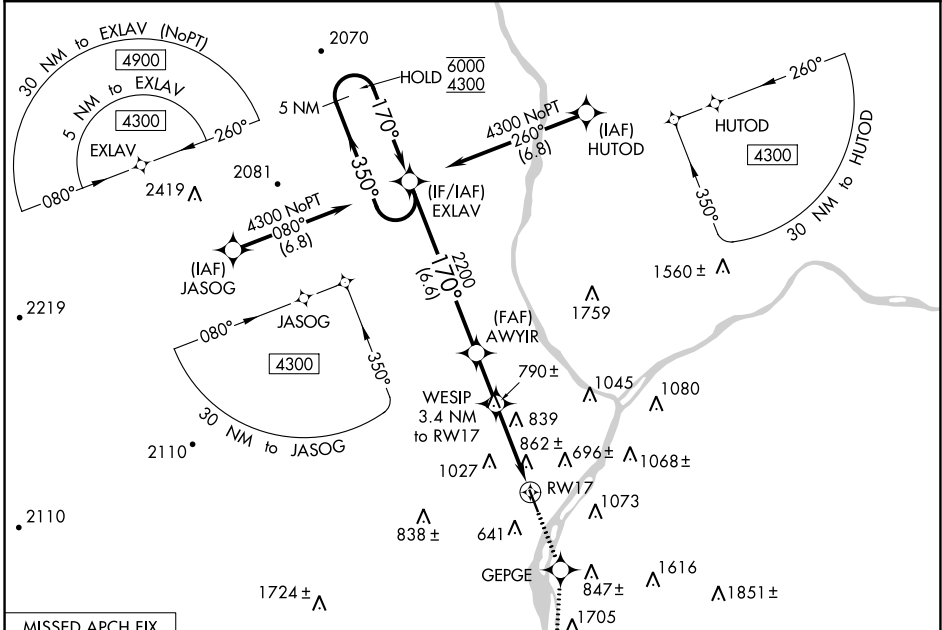 30 NM to EXLAV (NoPT)
4900
5 NM to EXLAV
4300
EXLAV
260°
080°
2419
2070
HOLD
6000
4300
5 NM
170°
350°
4300 NoPT
260°
(6.8)
(IAF)
HUTOD
260°
HUTOD
4300
350°
30 NM to HUTOD
2081
(IF/IAF)
EXLAV
4300 NoPT
080°
(6.8)
(IAF)
JASOG
2200
170°
(6.6)
1560 ±
1759
2219
080°
JASOG
4300
350°
30 NM to JASOG
(FAF)
AWYIR
790 ±
WESIP
3.4 NM
to RW17
1045
1080
839
862 ±
696 ±
1068 ±
2110
1027
RW17
1073
2110
838 ±
641
GEPGE
847 ±
1616
1851 ±
1724 ±
1705
MISSED APCH FIX